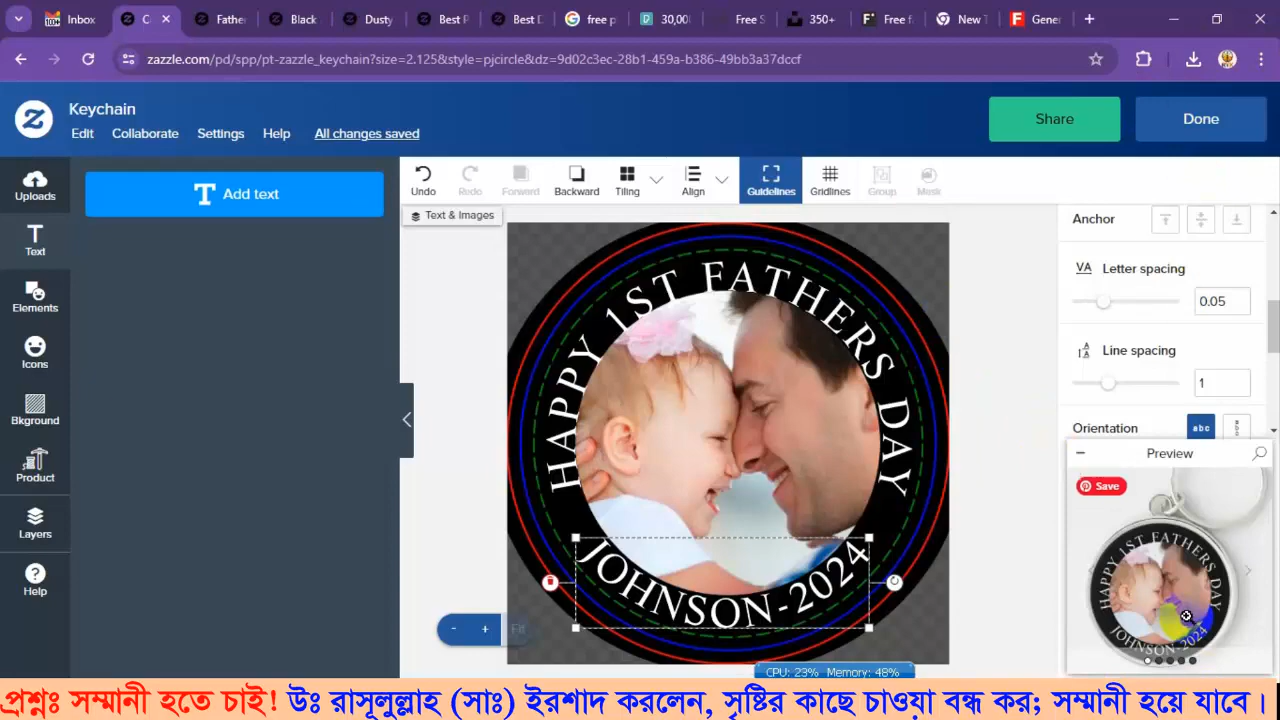 Inbox
C
Father
Black
Dusty
Best P
Best D
free p
30,00
Free S
350+
Free f
New T
Gener
zazzle.com/pd/spp/pt-zazzle_keychain?size=2.125&style=pjcircle&dz=9d02c3ec-28b1-459a-b386-49bb3a37dccf
Keychain
Edit Collaborate Settings Help All changes saved
Share
Done
Uploads
Text
Elements
Icons
Bkground
Product
Layers
Help
Add text
Undo Redo Forward Backward Tiling Align Guidelines Gridlines Group Mask
Text & Images
HAPPY 1ST FATHERS DAY
JOHNSON-2024
- + Fit
Anchor
Letter spacing
0.05
Line spacing
1
Orientation
abc
Preview
Save
HAPPY 1ST FATHERS DAY
JOHNSON-2024
CPU: 23% Memory: 48%
প্রশ্নঃ সম্মানী হতে চাই! উঃ রাসূলুল্লাহ (সাঃ) ইরশাদ করলেন, সৃষ্টির কাছে চাওয়া বন্ধ কর; সম্মানী হয়ে যাবে।